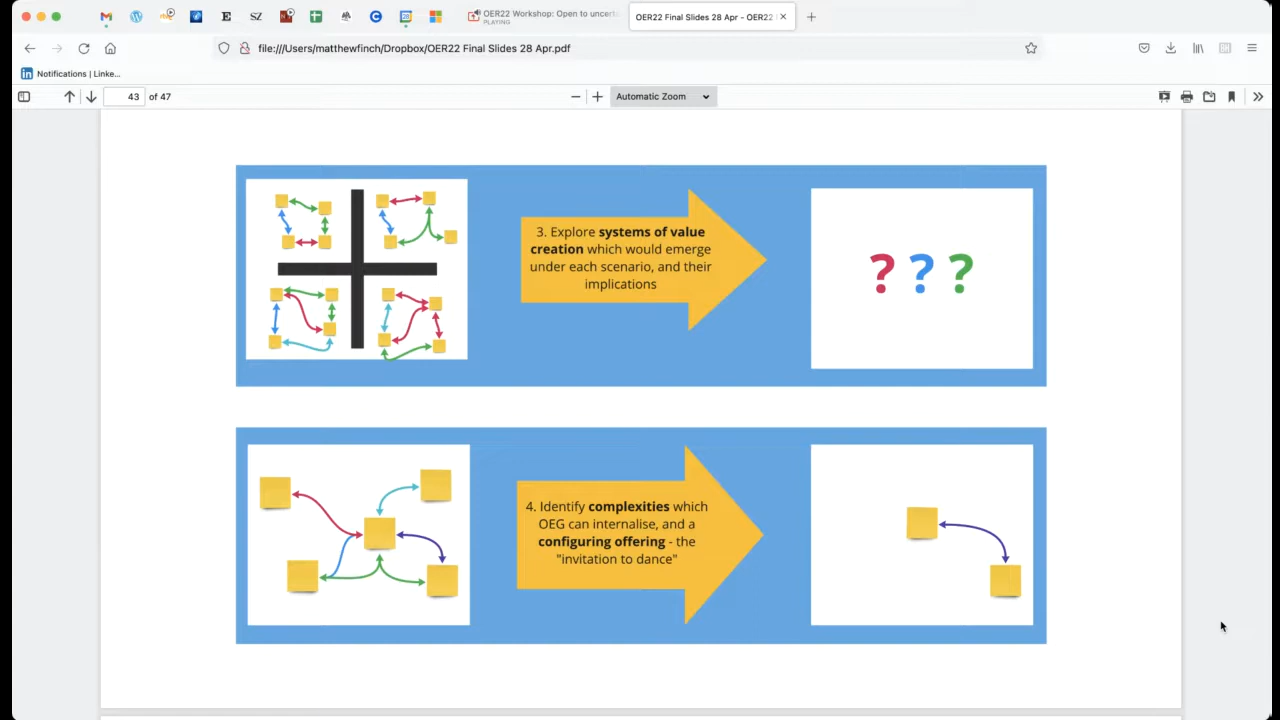 OER22 Workshop: Open to uncerta
PLAYING
OER22 Final Slides 28 Apr - OER22
file:///Users/matthewfinch/Dropbox/OER22 Final Slides 28 Apr.pdf
in Notifications | Linke...
43 of 47
Automatic Zoom
3. Explore systems of value
creation which would emerge
under each scenario, and their
implications
? ? ?
4. Identify complexities which
OEG can internalise, and a
configuring offering - the
"invitation to dance"